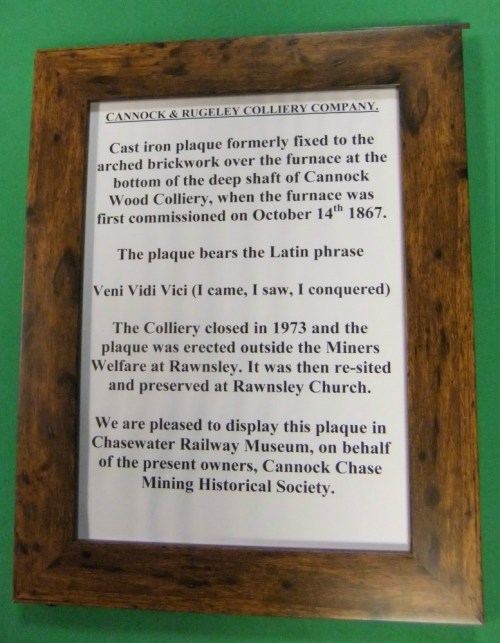 CANNOCK & RUGELEY COLLIERY COMPANY.
Cast iron plaque formerly fixed to the
arched brickwork over the furnace at the
bottom of the deep shaft of Cannock
Wood Colliery, when the furnace was
first commissioned on October 14th 1867.
The plaque bears the Latin phrase
Veni Vidi Vici (I came, I saw, I conquered)
The Colliery closed in 1973 and the
plaque was erected outside the Miners
Welfare at Rawnsley. It was then re-sited
and preserved at Rawnsley Church.
We are pleased to display this plaque in
Chasewater Railway Museum, on behalf
of the present owners, Cannock Chase
Mining Historical Society.